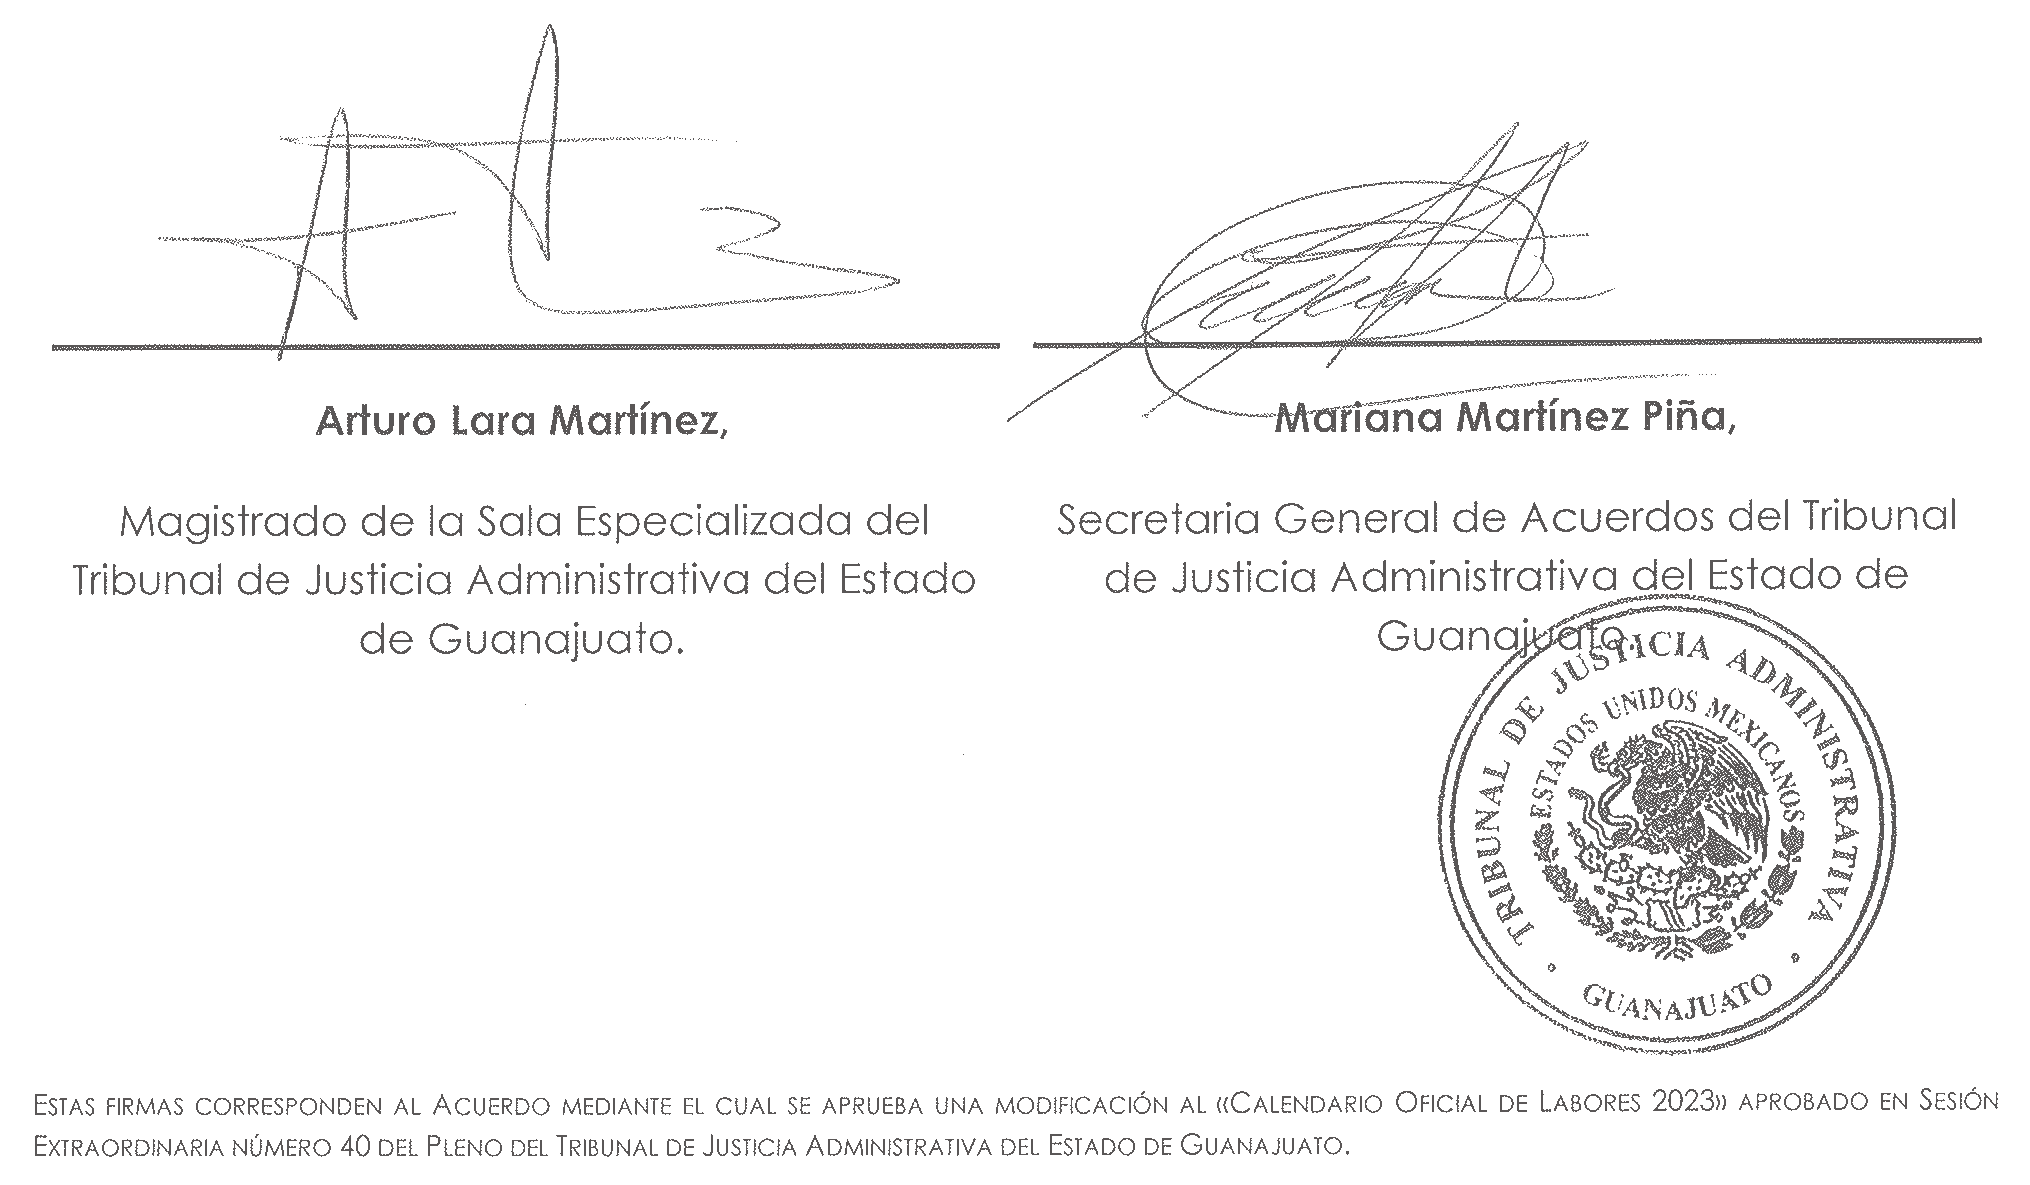 Arturo Lara Martínez,
Magistrado de la Sala Especializada del
Tribunal de Justicia Administrativa del Estado
de Guanajuato.
Mariana Martínez Piña,
Secretaria General de Acuerdos del Tribunal
de Justicia Administrativa del Estado de
Guanajuato.
TRIBUNAL DE JUSTICIA ADMINISTRATIVA
ESTADOS UNIDOS MEXICANOS
• GUANAJUATO •
ESTAS FIRMAS CORRESPONDEN AL ACUERDO MEDIANTE EL CUAL SE APRUEBA UNA MODIFICACIÓN AL «CALENDARIO OFICIAL DE LABORES 2023» APROBADO EN SESIÓN
EXTRAORDINARIA NÚMERO 40 DEL PLENO DEL TRIBUNAL DE JUSTICIA ADMINISTRATIVA DEL ESTADO DE GUANAJUATO.